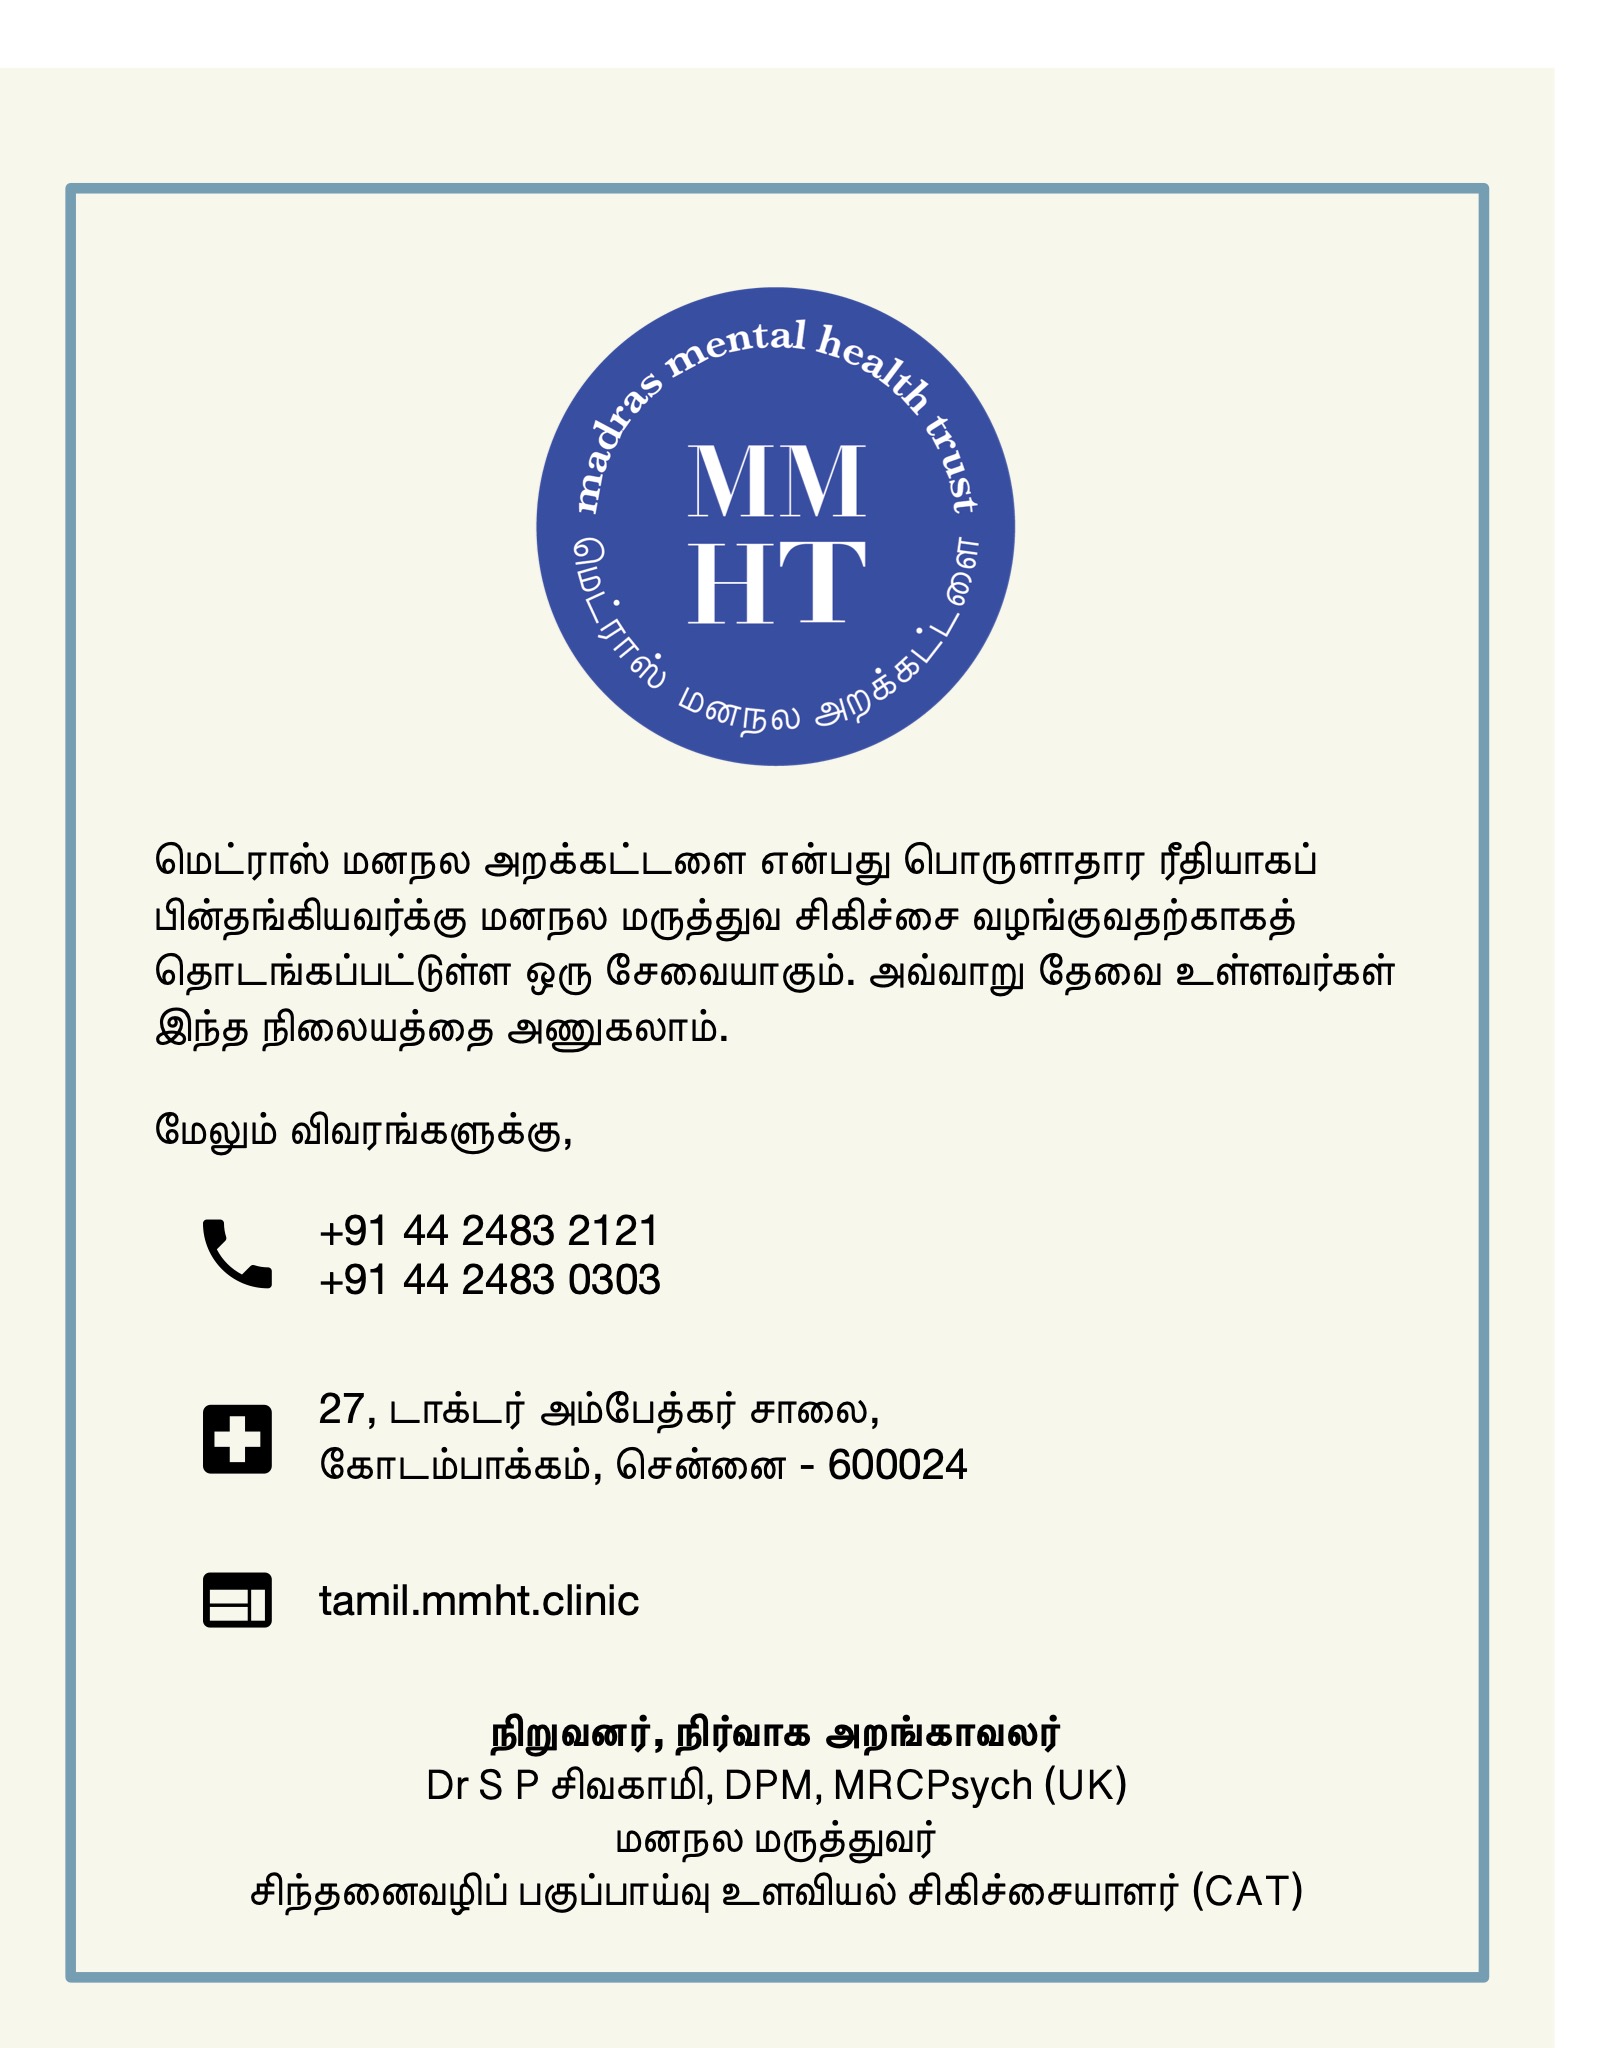 madras mental health trust
MM
HT
மெட்ராஸ் மனநல அறக்கட்டளை
மெட்ராஸ் மனநல அறக்கட்டளை என்பது பொருளாதார ரீதியாகப்
பின்தங்கியவர்க்கு மனநல மருத்துவ சிகிச்சை வழங்குவதற்காகத்
தொடங்கப்பட்டுள்ள ஒரு சேவையாகும். அவ்வாறு தேவை உள்ளவர்கள்
இந்த நிலையத்தை அணுகலாம்.
மேலும் விவரங்களுக்கு,
+91 44 2483 2121
+91 44 2483 0303
27, டாக்டர் அம்பேத்கர் சாலை,
கோடம்பாக்கம், சென்னை - 600024
tamil.mmht.clinic
நிறுவனர், நிர்வாக அறங்காவலர்
Dr S P சிவகாமி, DPM, MRCPsych (UK)
மனநல மருத்துவர்
சிந்தனைவழிப் பகுப்பாய்வு உளவியல் சிகிச்சையாளர் (CAT)